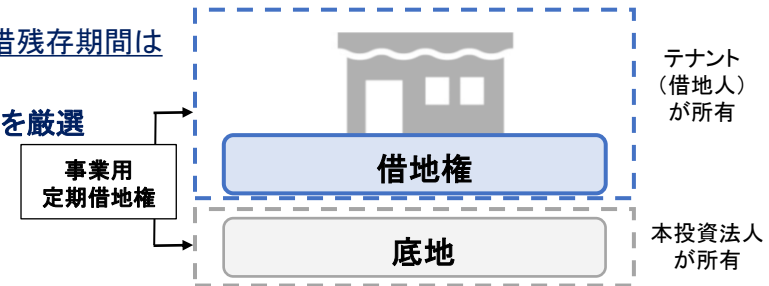 借残存期間は
を厳選
事業用
定期借地権
借地権
底地
テナント
（借地人）
が所有
本投資法人
が所有